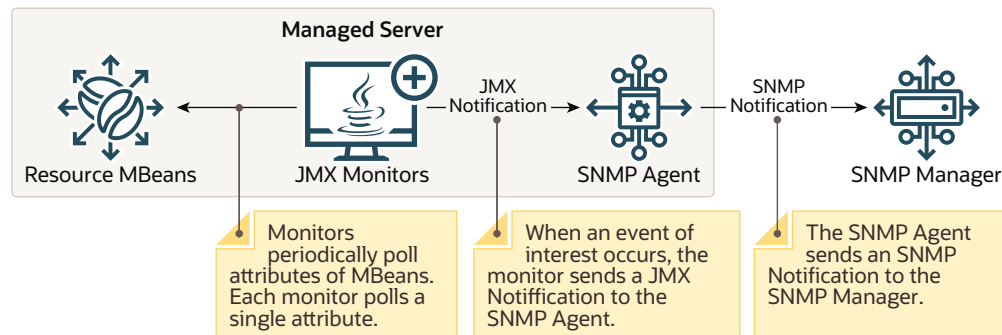 Managed Server
JMX
Notification
SNMP
Notification
Resource MBeans
JMX Monitors
SNMP Agent
SNMP Manager
Monitors
periodically poll
attributes of MBeans.
Each monitor polls a
single attribute.
When an event of
interest occurs, the
monitor sends a JMX
Notiffication to the
SNMP Agent.
The SNMP Agent
sends an SNMP
Notification to the
SNMP Manager.